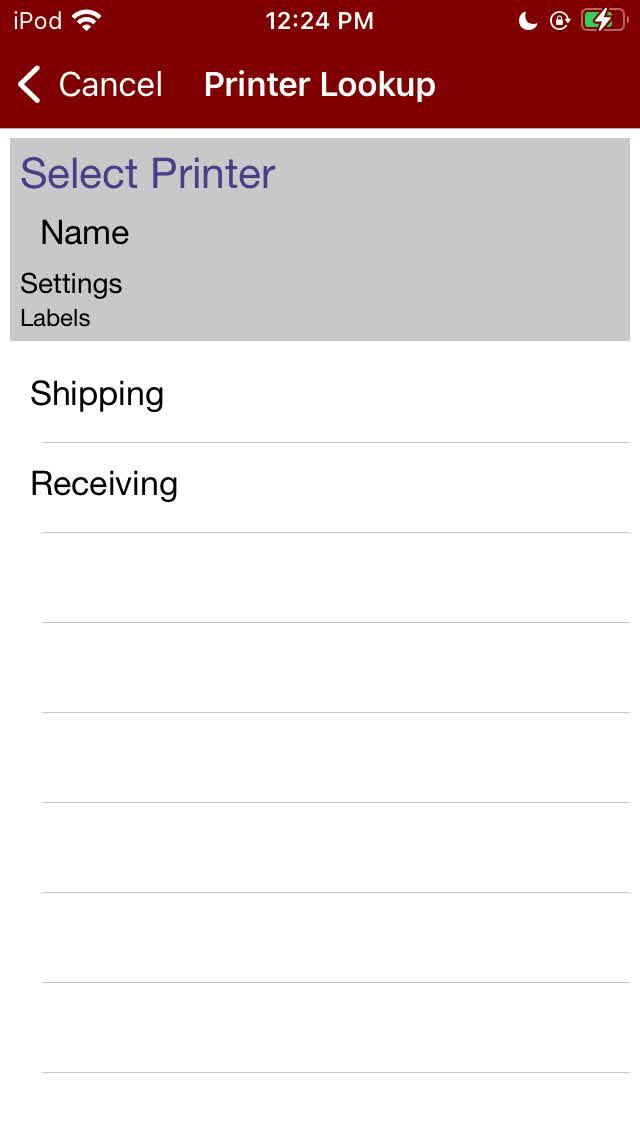 iPod 12:24 PM
Cancel Printer Lookup
Select Printer
Name
Settings
Labels
Shipping
Receiving